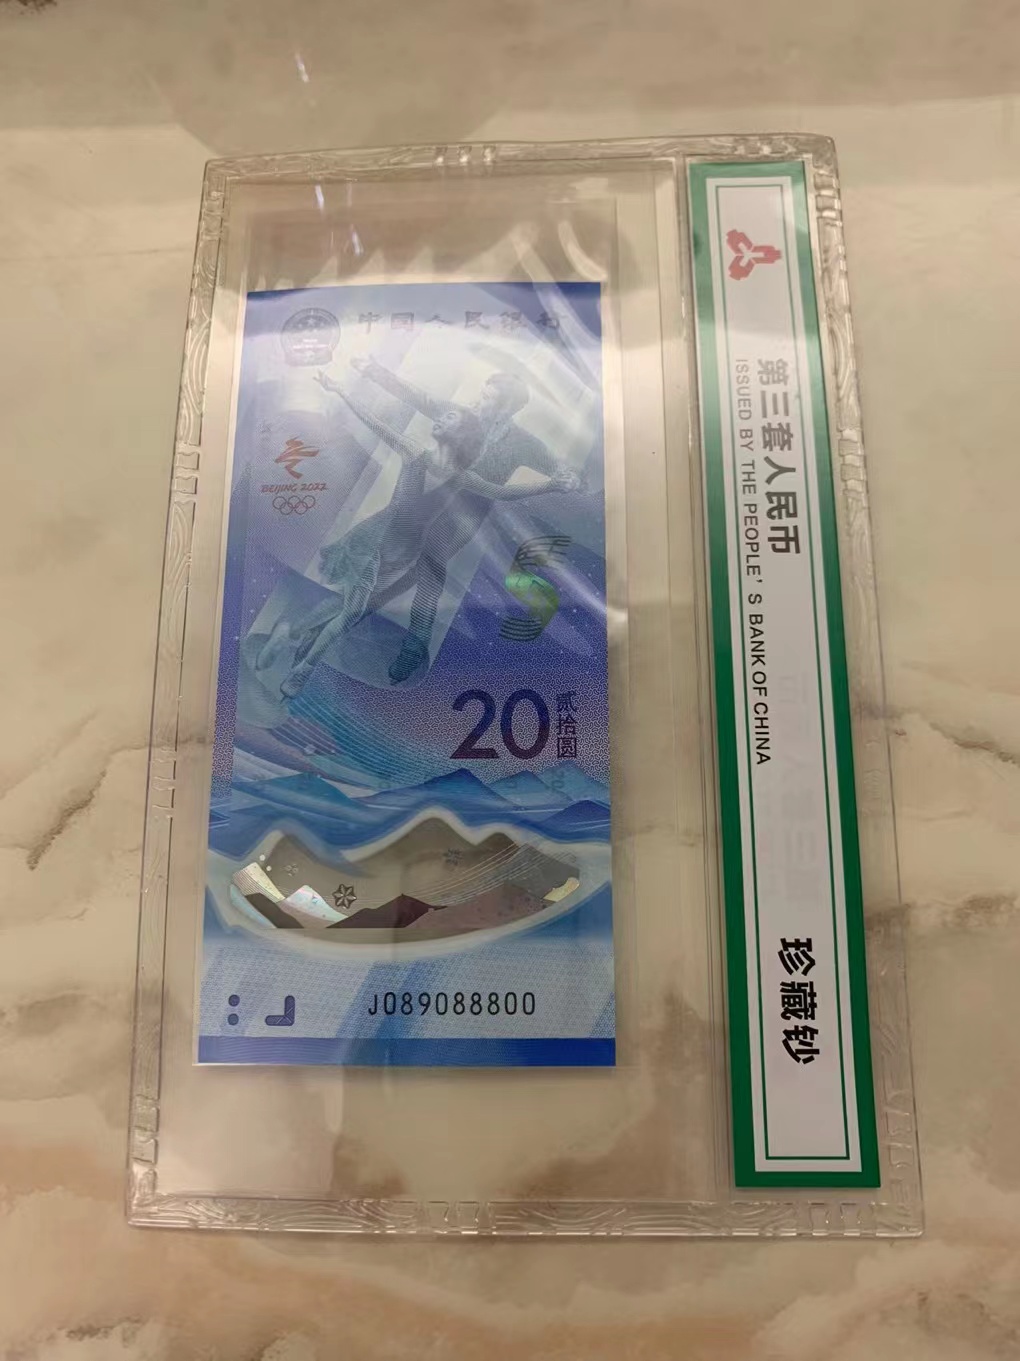 中国人民银行
BEIJING 2022
20
贰拾圆
J089088800
第三套人民币
ISSUED BY THE PEOPLE'S BANK OF CHINA
珍藏钞